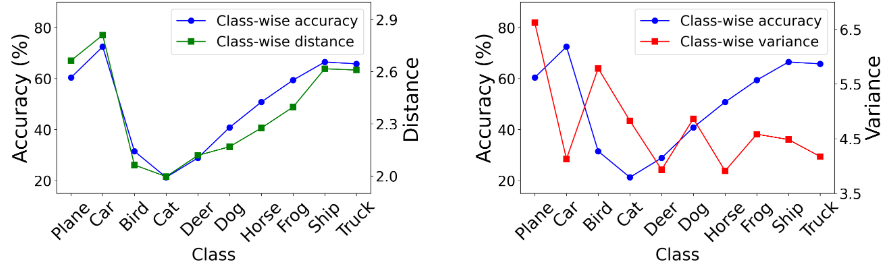 Class-wise accuracy
Class-wise distance
Accuracy (%)
80
60
40
20
2.9
2.6
2.3
2.0
Distance
Plane
Car
Bird
Cat
Deer
Dog
Horse
Frog
Ship
Truck
Class
Class-wise accuracy
Class-wise variance
Accuracy (%)
80
60
40
20
6.5
5.5
4.5
3.5
Variance
Plane
Car
Bird
Cat
Deer
Dog
Horse
Frog
Ship
Truck
Class